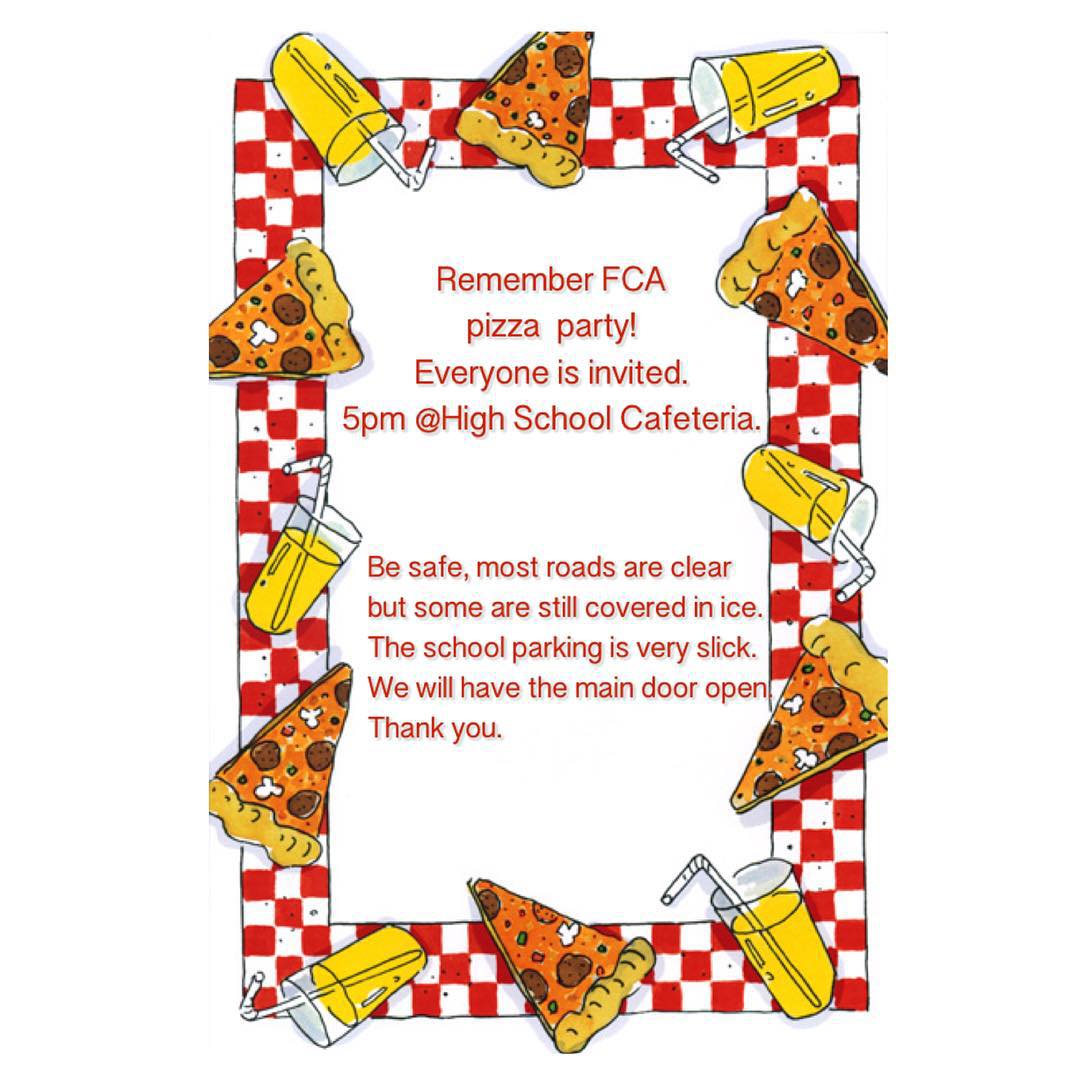 Remember FCA
pizza party!
Everyone is invited.
5pm @High School Cafeteria.
Be safe, most roads are clear
but some are still covered in ice.
The school parking is very slick.
We will have the main door open
Thank you.